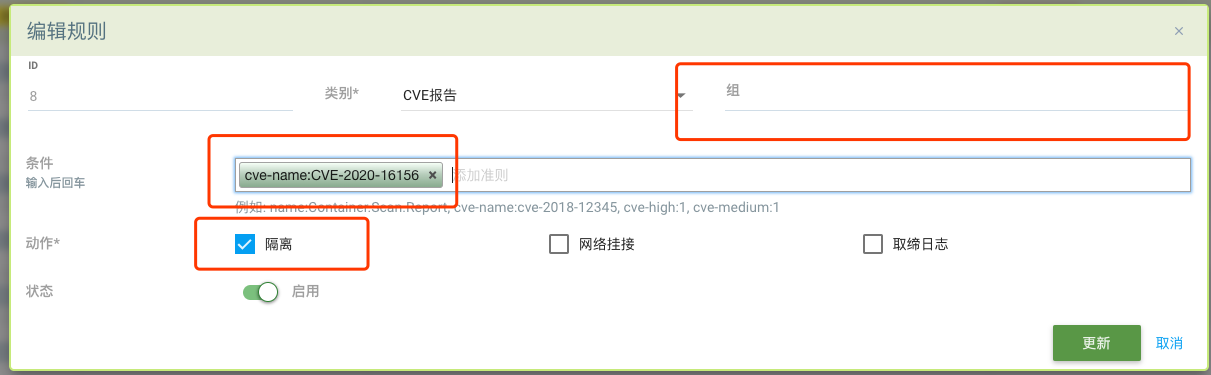 编辑规则 ×
ID
8 类别* CVE报告 组
条件
输入后回车
cve-name:CVE-2020-16156 × 添加准则
例如: name:Container.Scan.Report, cve-name:cve-2018-12345, cve-high:1, cve-medium:1
动作* 隔离 网络挂接 取缔日志
状态 启用
更新 取消